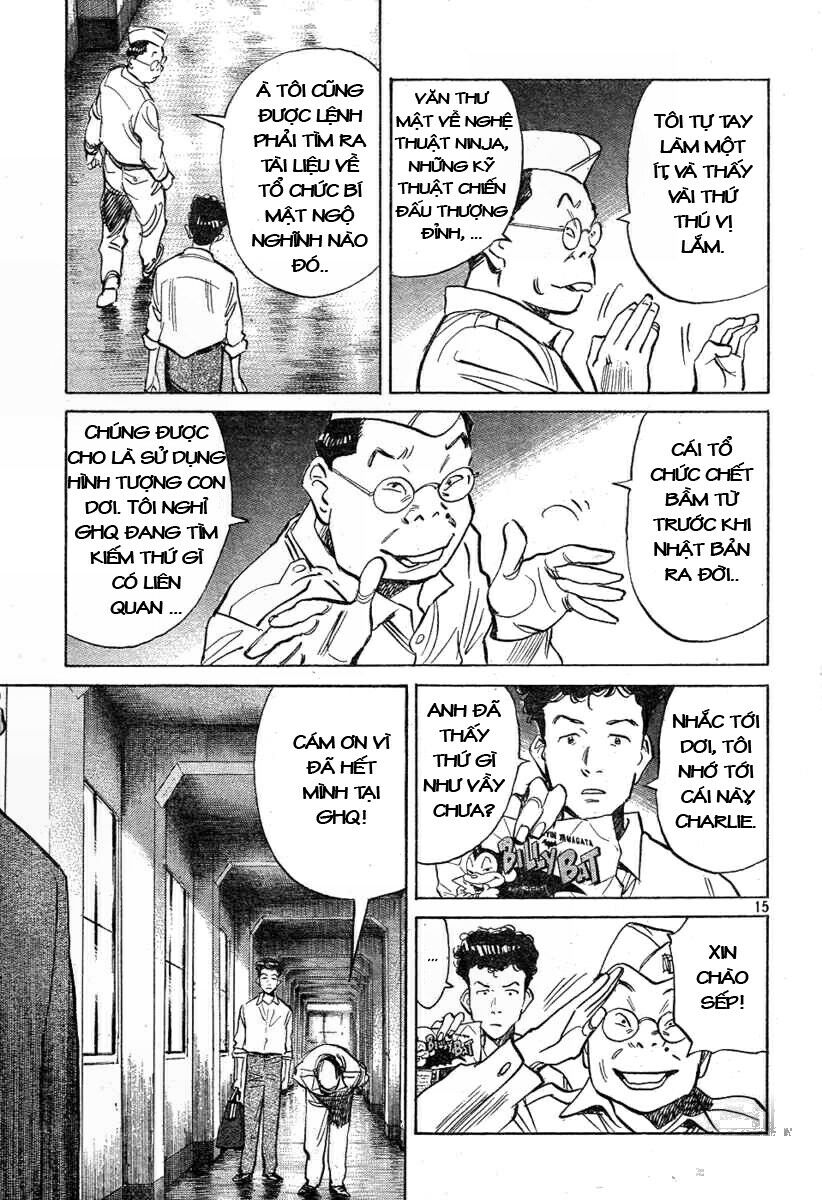 TÔI TỰ TAY
LÀM MỘT
ÍT, VÀ THẤY
VÀI THỨ
THÚ VỊ
LẮM.
VĂN THƯ
MẬT VỀ NGHỆ
THUẬT NINJA,
NHỮNG KỸ
THUẬT CHIẾN
ĐẤU THƯỢNG
ĐỈNH, ...
À TÔI CŨNG
ĐƯỢC LỆNH
PHẢI TÌM RA
TÀI LIỆU VỀ
TỔ CHỨC BÍ
MẬT NGỘ
NGHĨNH NÀO
ĐÓ..
CÁI TỔ
CHỨC CHẾT
BẦM TỪ
TRƯỚC KHI
NHẬT BẢN
RA ĐỜI..
CHÚNG ĐƯỢC
CHO LÀ SỬ DỤNG
HÌNH TƯỢNG CON
DƠI. TÔI NGHỈ
GHQ ĐANG TÌM
KIẾM THỨ GÌ
CÓ LIÊN
QUAN ...
NHẮC TỚI
DƠI, TÔI
NHỚ TỚI
CÁI NÀY,
CHARLIE.
ANH ĐÃ
THẤY
THỨ GÌ
NHƯ VẦY
CHƯA?
VIN YAMAGATA
BILLY BAT
15
XIN
CHÀO
SẾP!
...
BILLY BAT
CÁM ƠN VÌ
ĐÃ HẾT
MÌNH TẠI
GHQ!